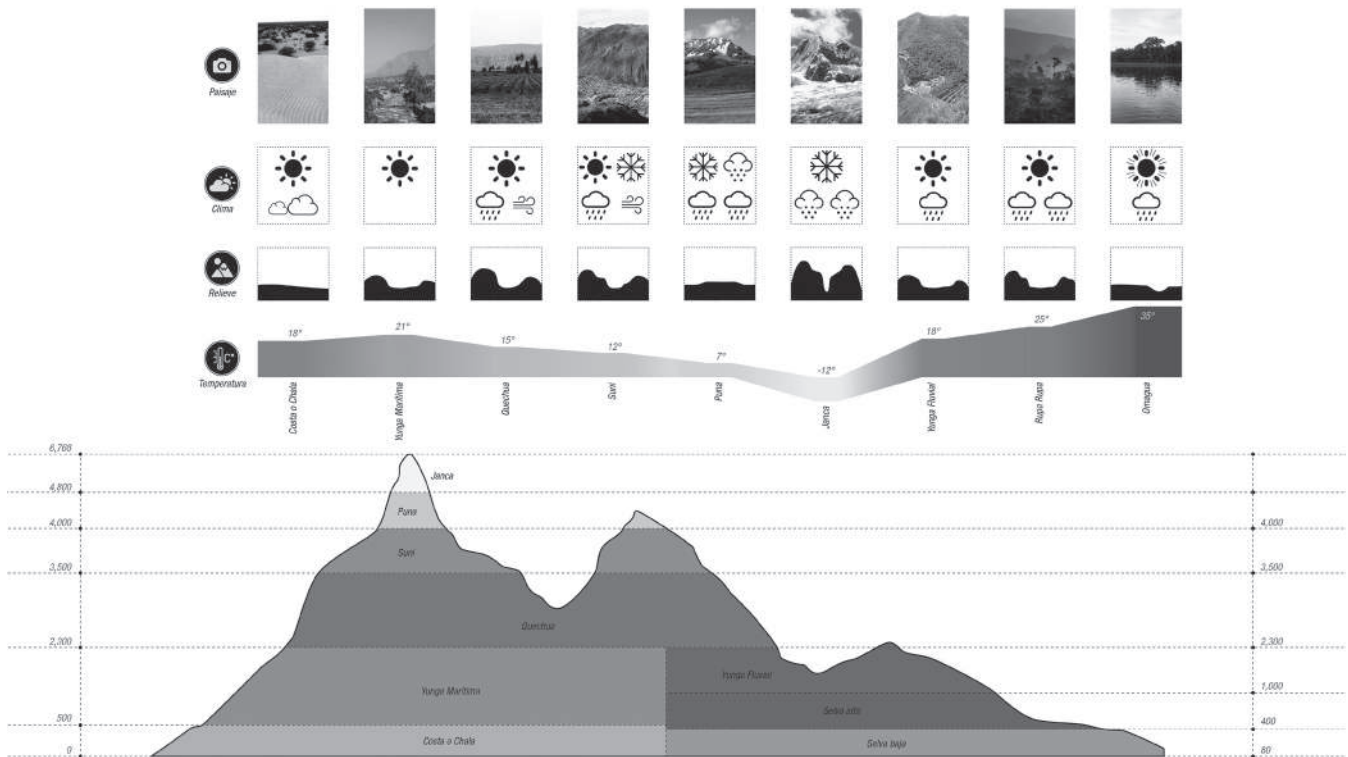 Paisaje
Clima
Relieve
18°
21°
15°
12°
7°
-12°
18°
25°
35°
C°
Temperatura
Costa o Chala
Yunga Marítima
Quechua
Suni
Puna
Janca
Yunga Fluvial
Rupa Rupa
Omagua
6,768
Janca
4,800
Puna
4,000
4,000
Suni
3,500
3,500
Quechua
2,300
2,300
Yunga Fluvial
Yunga Marítima
1,000
Selva alta
500
400
Costa o Chala
Selva baja
0
80